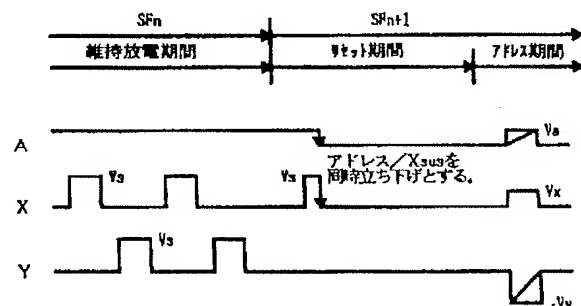 SFn
SFn+1
維持放電期間
リセット期間
アドレス期間
A
Va
アドレス/Xsusを
同時立ち下げとする。
X
Vs
Vs
Vx
Y
Vs
-Vy